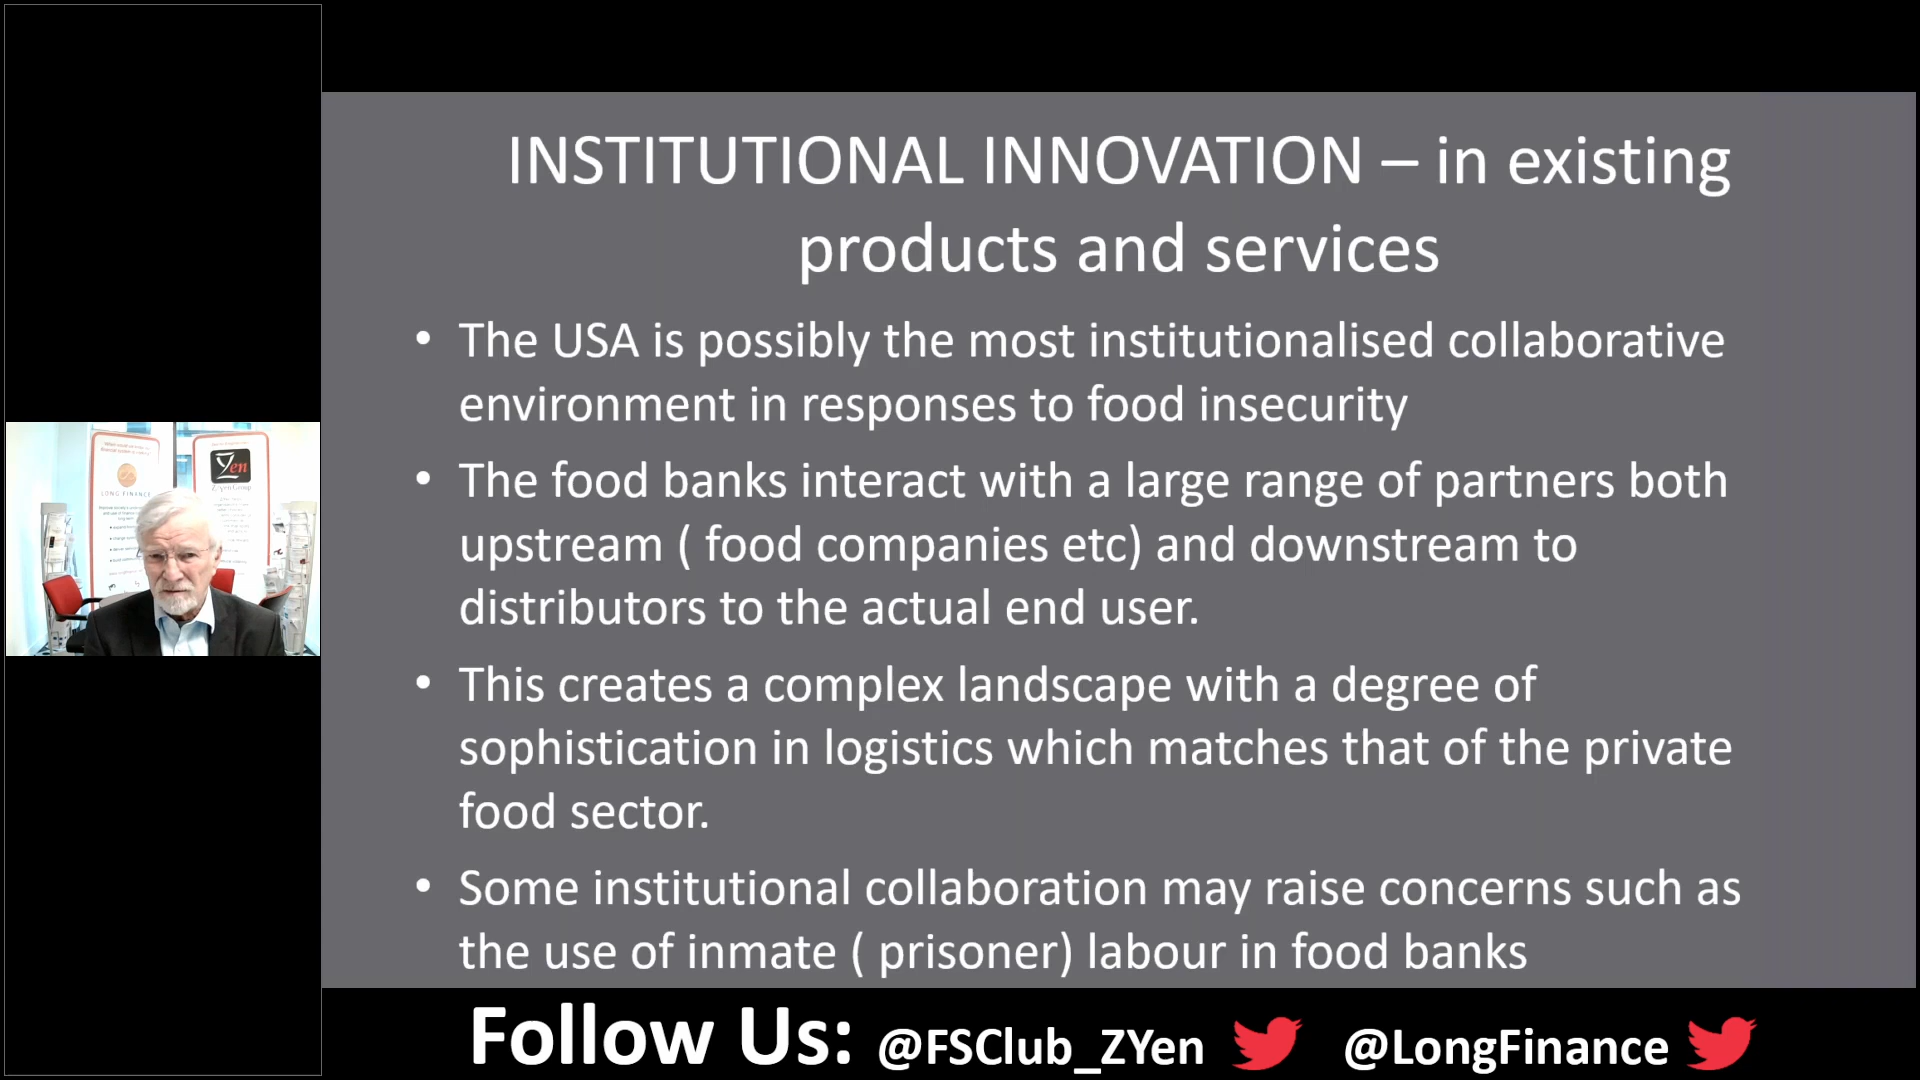 INSTITUTIONAL INNOVATION – in existing
products and services
• The USA is possibly the most institutionalised collaborative
environment in responses to food insecurity
• The food banks interact with a large range of partners both
upstream ( food companies etc) and downstream to
distributors to the actual end user.
• This creates a complex landscape with a degree of
sophistication in logistics which matches that of the private
food sector.
• Some institutional collaboration may raise concerns such as
the use of inmate ( prisoner) labour in food banks
LONG FINANCE
Z/Yen Group
Follow Us: @FSClub_ZYen @LongFinance